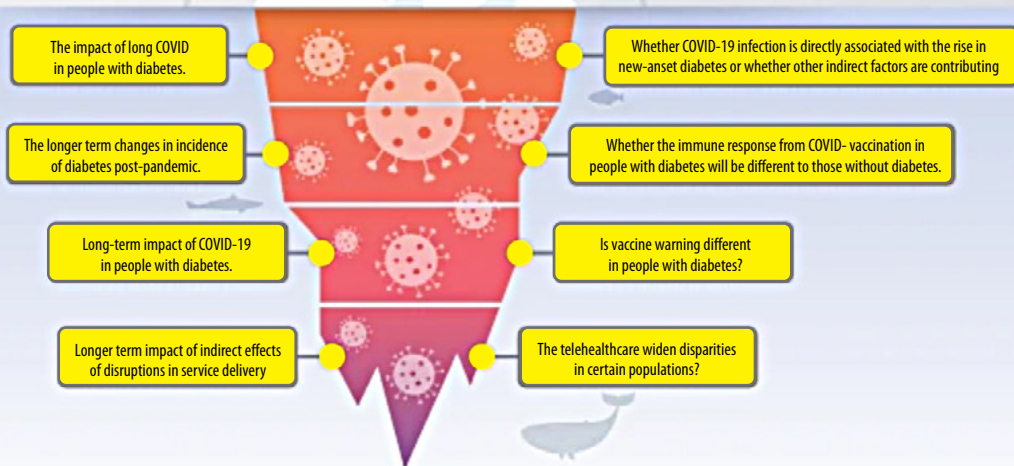 The impact of long COVID
in people with diabetes.
Whether COVID-19 infection is directly associated with the rise in
new-anset diabetes or whether other indirect factors are contributing
The longer term changes in incidence
of diabetes post-pandemic.
Whether the immune response from COVID- vaccination in
people with diabetes will be different to those without diabetes.
Long-term impact of COVID-19
in people with diabetes.
Is vaccine warning different
in people with diabetes?
Longer term impact of indirect effects
of disruptions in service delivery
The telehealthcare widen disparities
in certain populations?